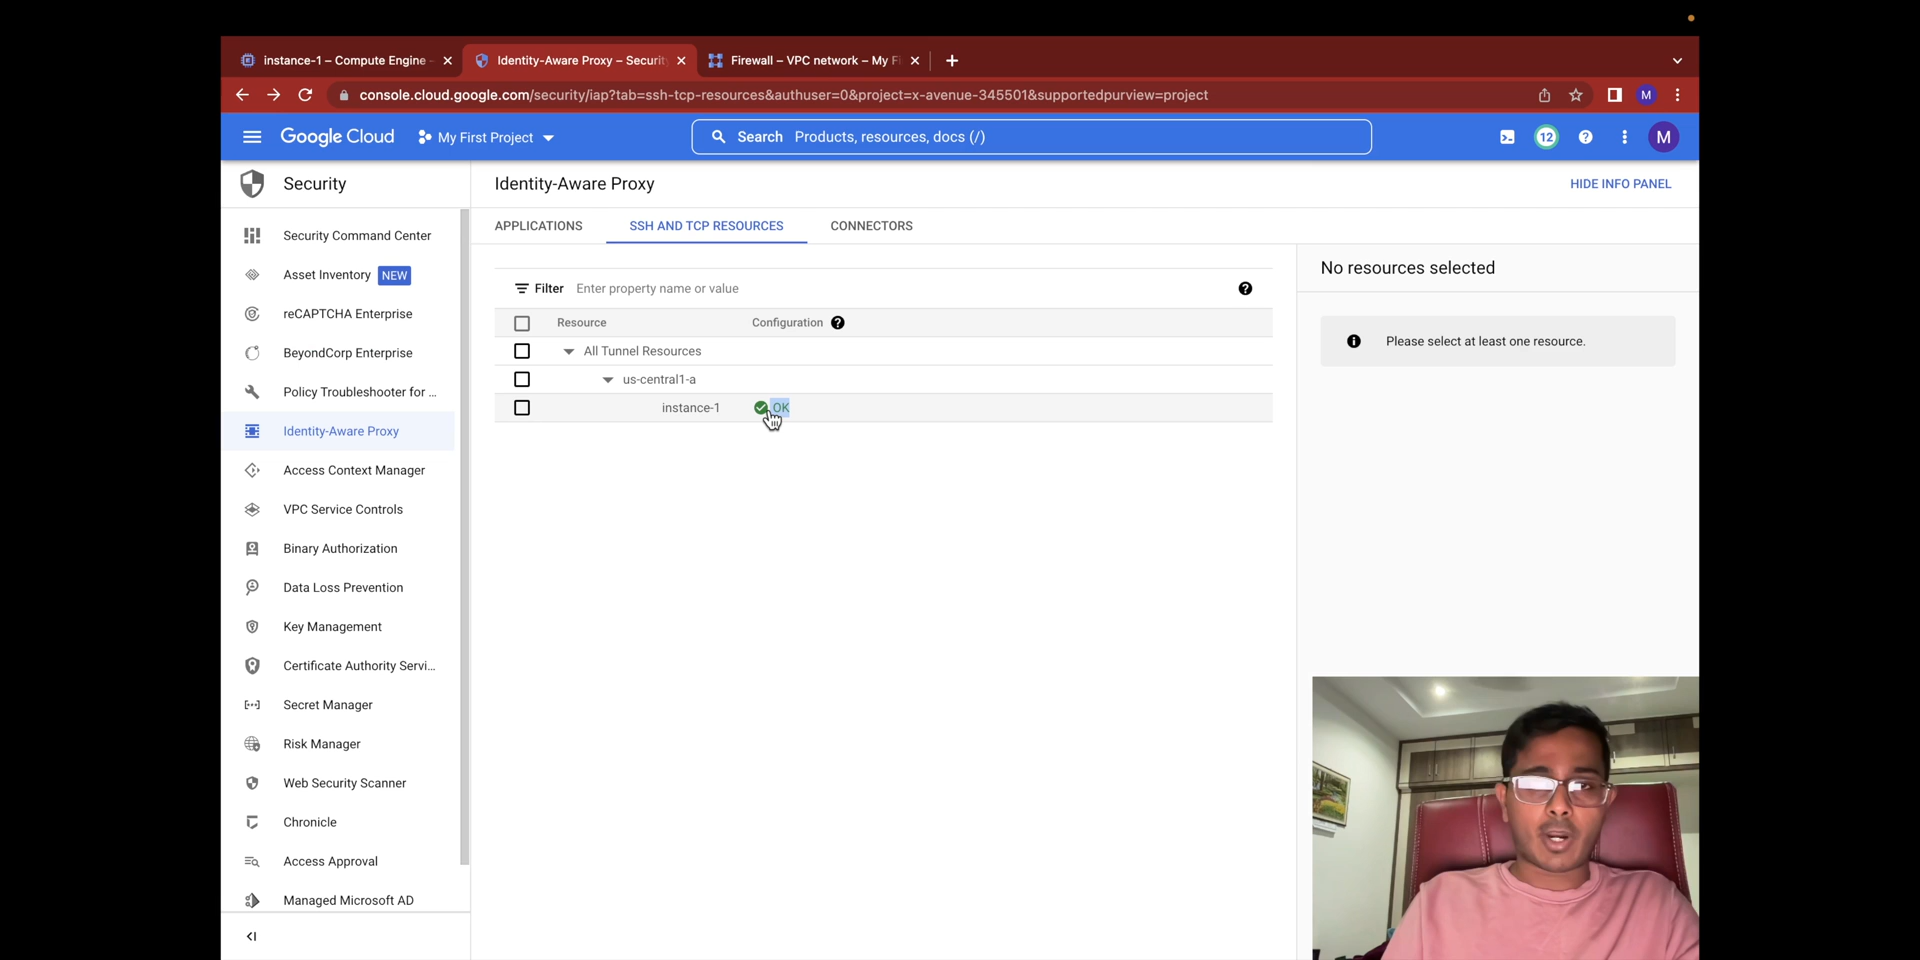 instance-1 – Compute Engine -
Identity-Aware Proxy – Securit
Firewall – VPC network – My Fi
console.cloud.google.com/security/iap?tab=ssh-tcp-resources&authuser=0&project=x-avenue-345501&supportedpurview=project
M
Google Cloud
My First Project
Search Products, resources, docs (/)
12
M
Security
Identity-Aware Proxy
HIDE INFO PANEL
APPLICATIONS
SSH AND TCP RESOURCES
CONNECTORS
Security Command Center
Asset Inventory NEW
reCAPTCHA Enterprise
BeyondCorp Enterprise
Policy Troubleshooter for ...
Identity-Aware Proxy
Access Context Manager
VPC Service Controls
Binary Authorization
Data Loss Prevention
Key Management
Certificate Authority Servi...
Secret Manager
Risk Manager
Web Security Scanner
Chronicle
Access Approval
Managed Microsoft AD
Filter Enter property name or value
Resource Configuration
All Tunnel Resources
us-central1-a
instance-1 OK
No resources selected
Please select at least one resource.